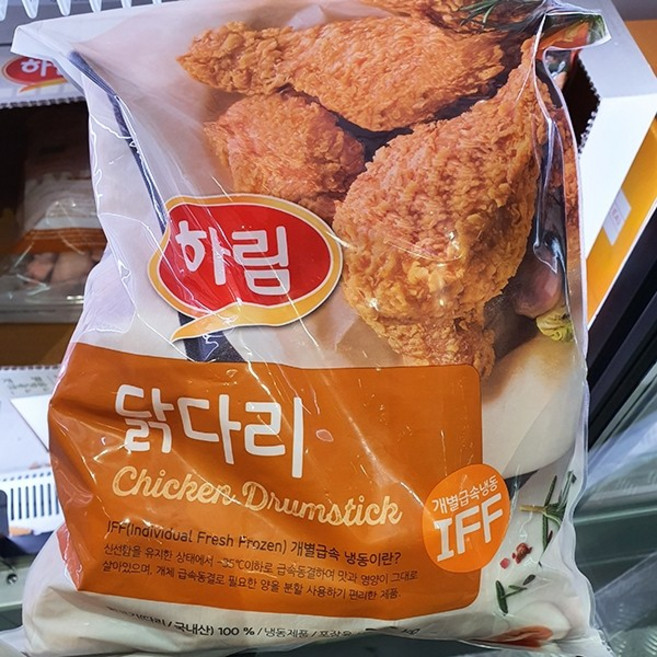 하림
하림
닭다리
Chicken Drumstick
개별급속냉동
IFF
IFF(Individual Fresh Frozen) 개별급속 냉동이란?
신선함을 유지한 상태에서 -35℃이하로 급속동결하여 맛과 영양이 그대로
살아있으며, 개체 급속동결로 필요한 양을 분할 사용하기 편리한 제품.
국내산) 100 % / 냉동제품 /